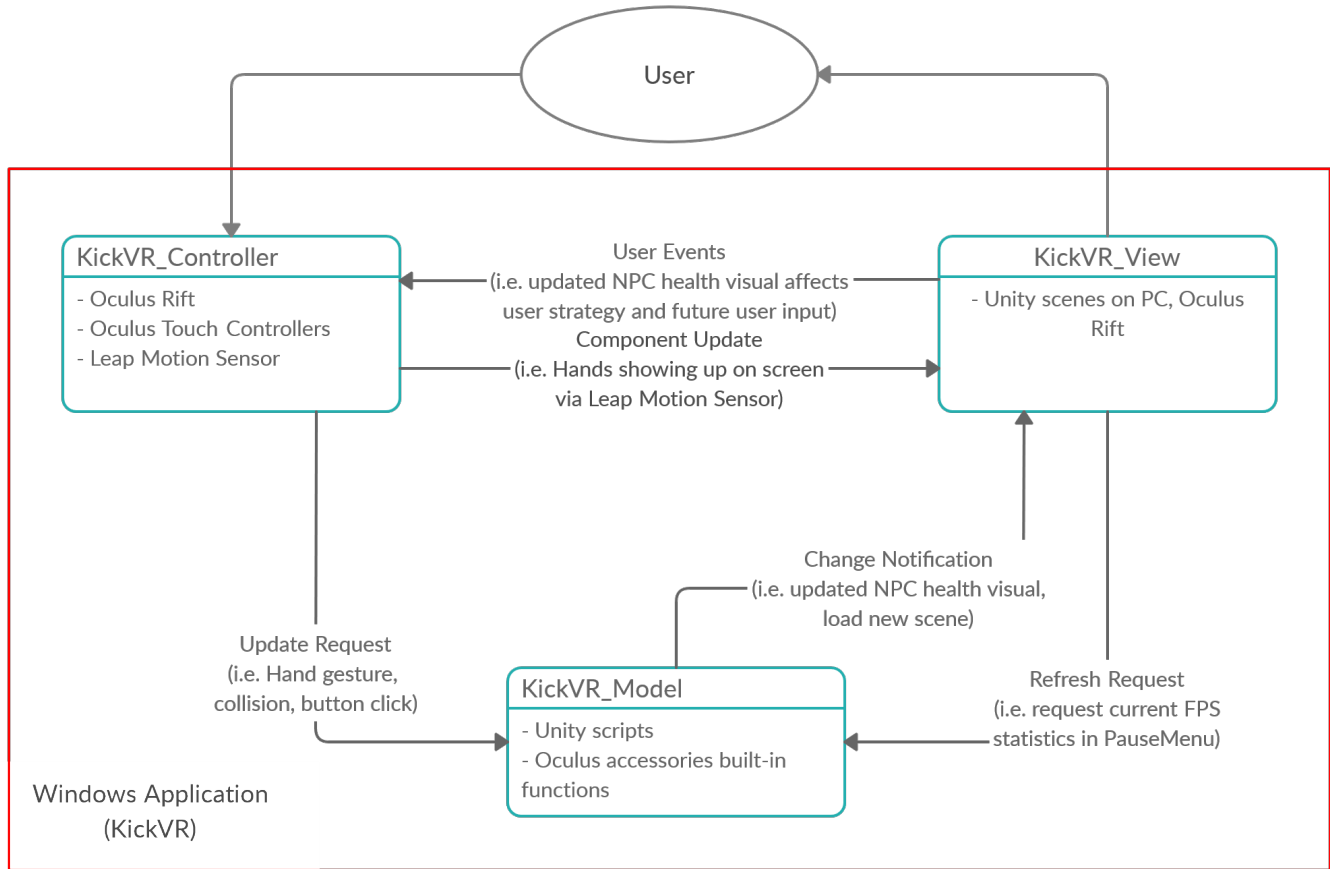 User
KickVR_Controller
- Oculus Rift
- Oculus Touch Controllers
- Leap Motion Sensor
User Events
(i.e. updated NPC health visual affects
user strategy and future user input)
Component Update
(i.e. Hands showing up on screen
via Leap Motion Sensor)
KickVR_View
- Unity scenes on PC, Oculus
Rift
Change Notification
(i.e. updated NPC health visual,
load new scene)
Update Request
(i.e. Hand gesture,
collision, button click)
KickVR_Model
- Unity scripts
- Oculus accessories built-in
functions
Refresh Request
(i.e. request current FPS
statistics in PauseMenu)
Windows Application
(KickVR)